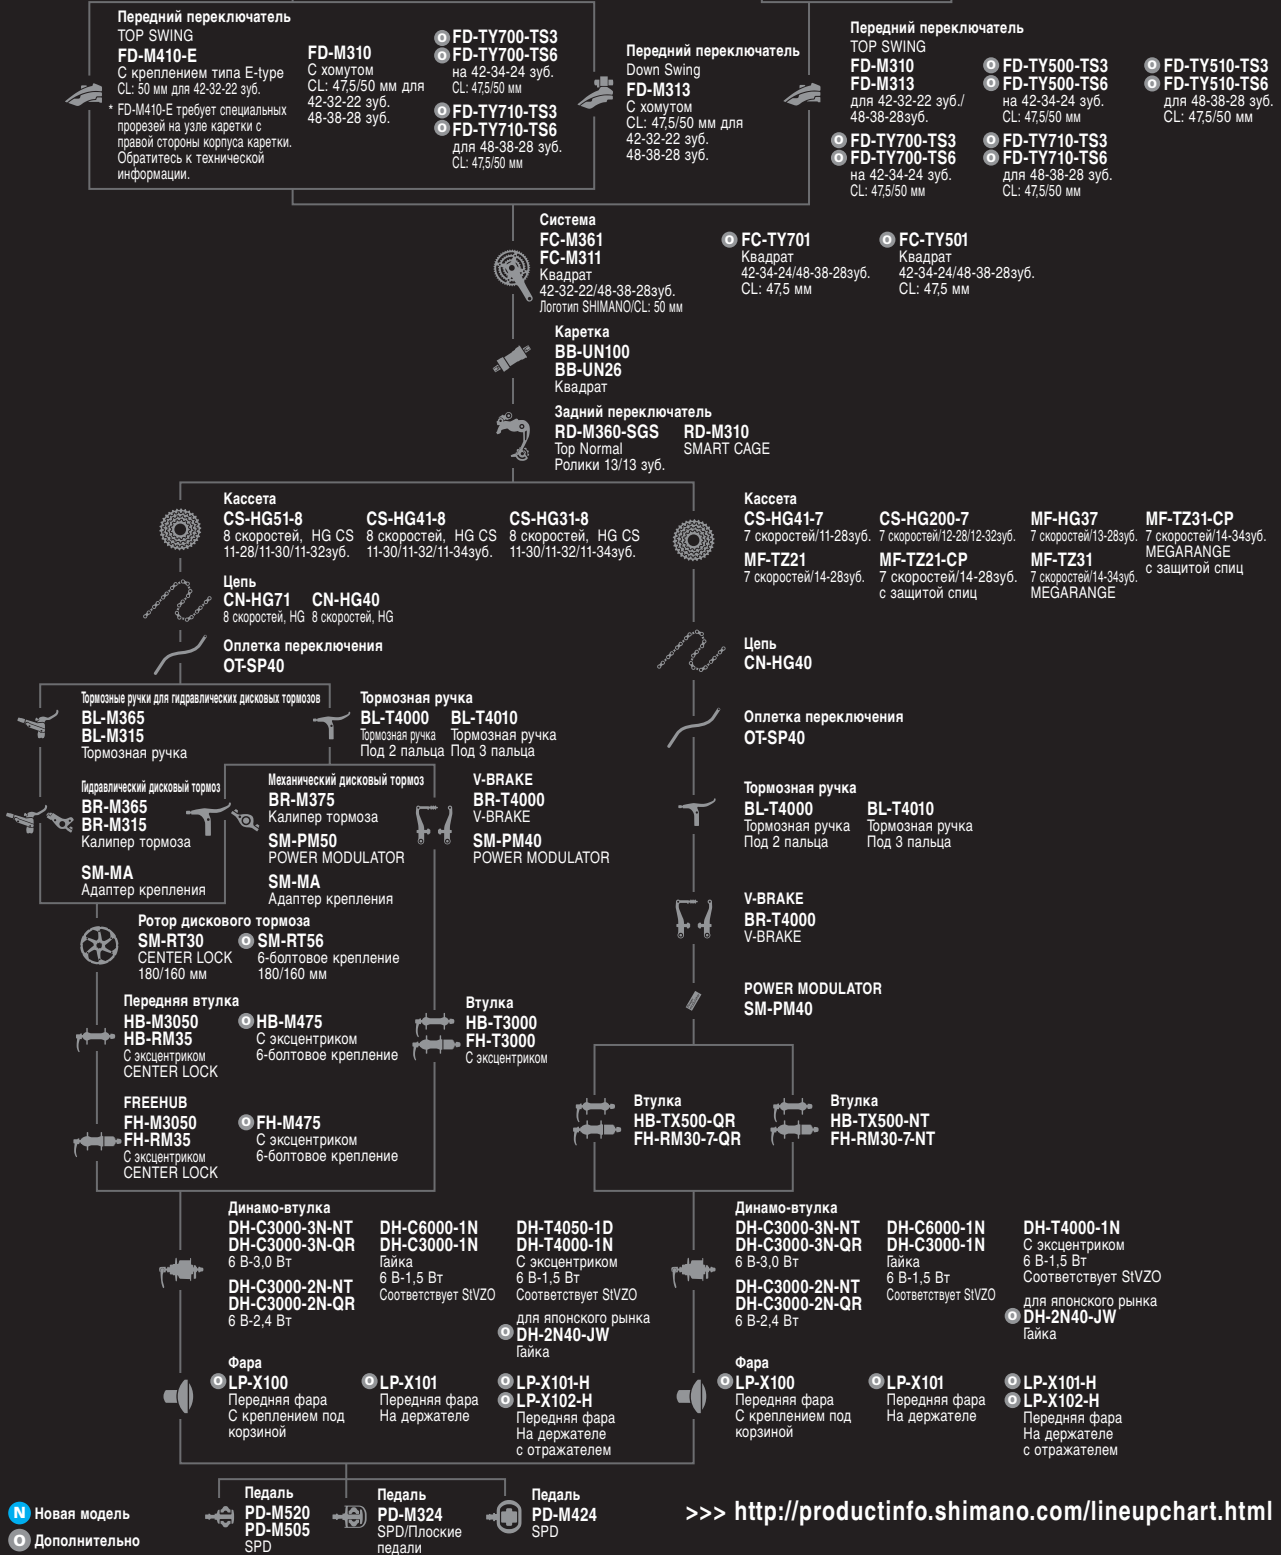 Передний переключатель
TOP SWING
FD-M410-E
С креплением типа E-type
CL: 50 мм для 42-32-22 зуб.
* FD-M410-E требует специальных
прорезей на узле каретки с
правой стороны корпуса каретки.
Обратитесь к технической
информации.
FD-M310
С хомутом
CL: 47,5/50 мм для
42-32-22 зуб.
48-38-28 зуб.
O FD-TY700-TS3
O FD-TY700-TS6
на 42-34-24 зуб.
CL: 47,5/50 мм
O FD-TY710-TS3
O FD-TY710-TS6
для 48-38-28 зуб.
CL: 47,5/50 мм
Передний переключатель
Down Swing
FD-M313
С хомутом
CL: 47,5/50 мм для
42-32-22 зуб.
48-38-28 зуб.
Передний переключатель
TOP SWING
FD-M310
FD-M313
для 42-32-22 зуб./
48-38-28зуб.
O FD-TY700-TS3
O FD-TY700-TS6
на 42-34-24 зуб.
CL: 47,5/50 мм
O FD-TY500-TS3
O FD-TY500-TS6
на 42-34-24 зуб.
CL: 47,5/50 мм
O FD-TY710-TS3
O FD-TY710-TS6
для 48-38-28 зуб.
CL: 47,5/50 мм
O FD-TY510-TS3
O FD-TY510-TS6
для 48-38-28 зуб.
CL: 47,5/50 мм
Система
FC-M361
FC-M311
Квадрат
42-32-22/48-38-28зуб.
Логотип SHIMANO/CL: 50 мм
O FC-TY701
Квадрат
42-34-24/48-38-28зуб.
CL: 47,5 мм
O FC-TY501
Квадрат
42-34-24/48-38-28зуб.
CL: 47,5 мм
Каретка
BB-UN100
BB-UN26
Квадрат
Задний переключатель
RD-M360-SGS
Top Normal
Ролики 13/13 зуб.
RD-M310
SMART CAGE
Кассета
CS-HG51-8
8 скоростей, HG CS
11-28/11-30/11-32зуб.
CS-HG41-8
8 скоростей, HG CS
11-30/11-32/11-34зуб.
CS-HG31-8
8 скоростей, HG CS
11-30/11-32/11-34зуб.
Цепь
CN-HG71
8 скоростей, HG
CN-HG40
8 скоростей, HG
Оплетка переключения
OT-SP40
Кассета
CS-HG41-7
7 скоростей/11-28зуб.
CS-HG200-7
7 скоростей/12-28/12-32зуб.
MF-HG37
7 скоростей/13-28зуб.
MF-TZ31-CP
7 скоростей/14-34зуб.
MEGARANGE
с защитой спиц
MF-TZ21
7 скоростей/14-28зуб.
MF-TZ21-CP
7 скоростей/14-28зуб.
с защитой спиц
MF-TZ31
7 скоростей/14-34зуб.
MEGARANGE
Цепь
CN-HG40
Оплетка переключения
OT-SP40
Тормозная ручка
BL-T4000
Тормозная ручка
Под 2 пальца
BL-T4010
Тормозная ручка
Под 3 пальца
V-BRAKE
BR-T4000
V-BRAKE
POWER MODULATOR
SM-PM40
Тормозные ручки для гидравлических дисковых тормозов
BL-M365
BL-M315
Тормозная ручка
Тормозная ручка
BL-T4000
Тормозная ручка
Под 2 пальца
BL-T4010
Тормозная ручка
Под 3 пальца
Гидравлический дисковый тормоз
BR-M365
BR-M315
Калипер тормоза
SM-MA
Адаптер крепления
Механический дисковый тормоз
BR-M375
Калипер тормоза
SM-PM50
POWER MODULATOR
SM-MA
Адаптер крепления
V-BRAKE
BR-T4000
V-BRAKE
SM-PM40
POWER MODULATOR
Ротор дискового тормоза
SM-RT30
CENTER LOCK
180/160 мм
O SM-RT56
6-болтовое крепление
180/160 мм
Передняя втулка
HB-M3050
HB-RM35
С эксцентриком
CENTER LOCK
O HB-M475
С эксцентриком
6-болтовое крепление
Втулка
HB-T3000
FH-T3000
С эксцентриком
FREEHUB
FH-M3050
FH-RM35
С эксцентриком
CENTER LOCK
O FH-M475
С эксцентриком
6-болтовое крепление
Втулка
HB-TX500-QR
FH-RM30-7-QR
Втулка
HB-TX500-NT
FH-RM30-7-NT
Динамо-втулка
DH-C3000-3N-NT
DH-C3000-3N-QR
6 В-3,0 Вт
DH-C3000-2N-NT
DH-C3000-2N-QR
6 В-2,4 Вт
DH-C6000-1N
DH-C3000-1N
Гайка
6 В-1,5 Вт
Соответствует StVZO
DH-T4050-1D
DH-T4000-1N
С эксцентриком
6 В-1,5 Вт
Соответствует StVZO
для японского рынка
O DH-2N40-JW
Гайка
Динамо-втулка
DH-C3000-3N-NT
DH-C3000-3N-QR
6 В-3,0 Вт
DH-C3000-2N-NT
DH-C3000-2N-QR
6 В-2,4 Вт
DH-C6000-1N
DH-C3000-1N
Гайка
6 В-1,5 Вт
Соответствует StVZO
DH-T4000-1N
С эксцентриком
6 В-1,5 Вт
Соответствует StVZO
для японского рынка
O DH-2N40-JW
Гайка
Фара
O LP-X100
Передняя фара
С креплением под
корзиной
O LP-X101
Передняя фара
На держателе
O LP-X101-H
O LP-X102-H
Передняя фара
На держателе
с отражателем
Фара
O LP-X100
Передняя фара
С креплением под
корзиной
O LP-X101
Передняя фара
На держателе
O LP-X101-H
O LP-X102-H
Передняя фара
На держателе
с отражателем
N Новая модель
O Дополнительно
Педаль
PD-M520
PD-M505
SPD
Педаль
PD-M324
SPD/Плоские
педали
Педаль
PD-M424
SPD
>>> http://productinfo.shimano.com/lineupchart.html